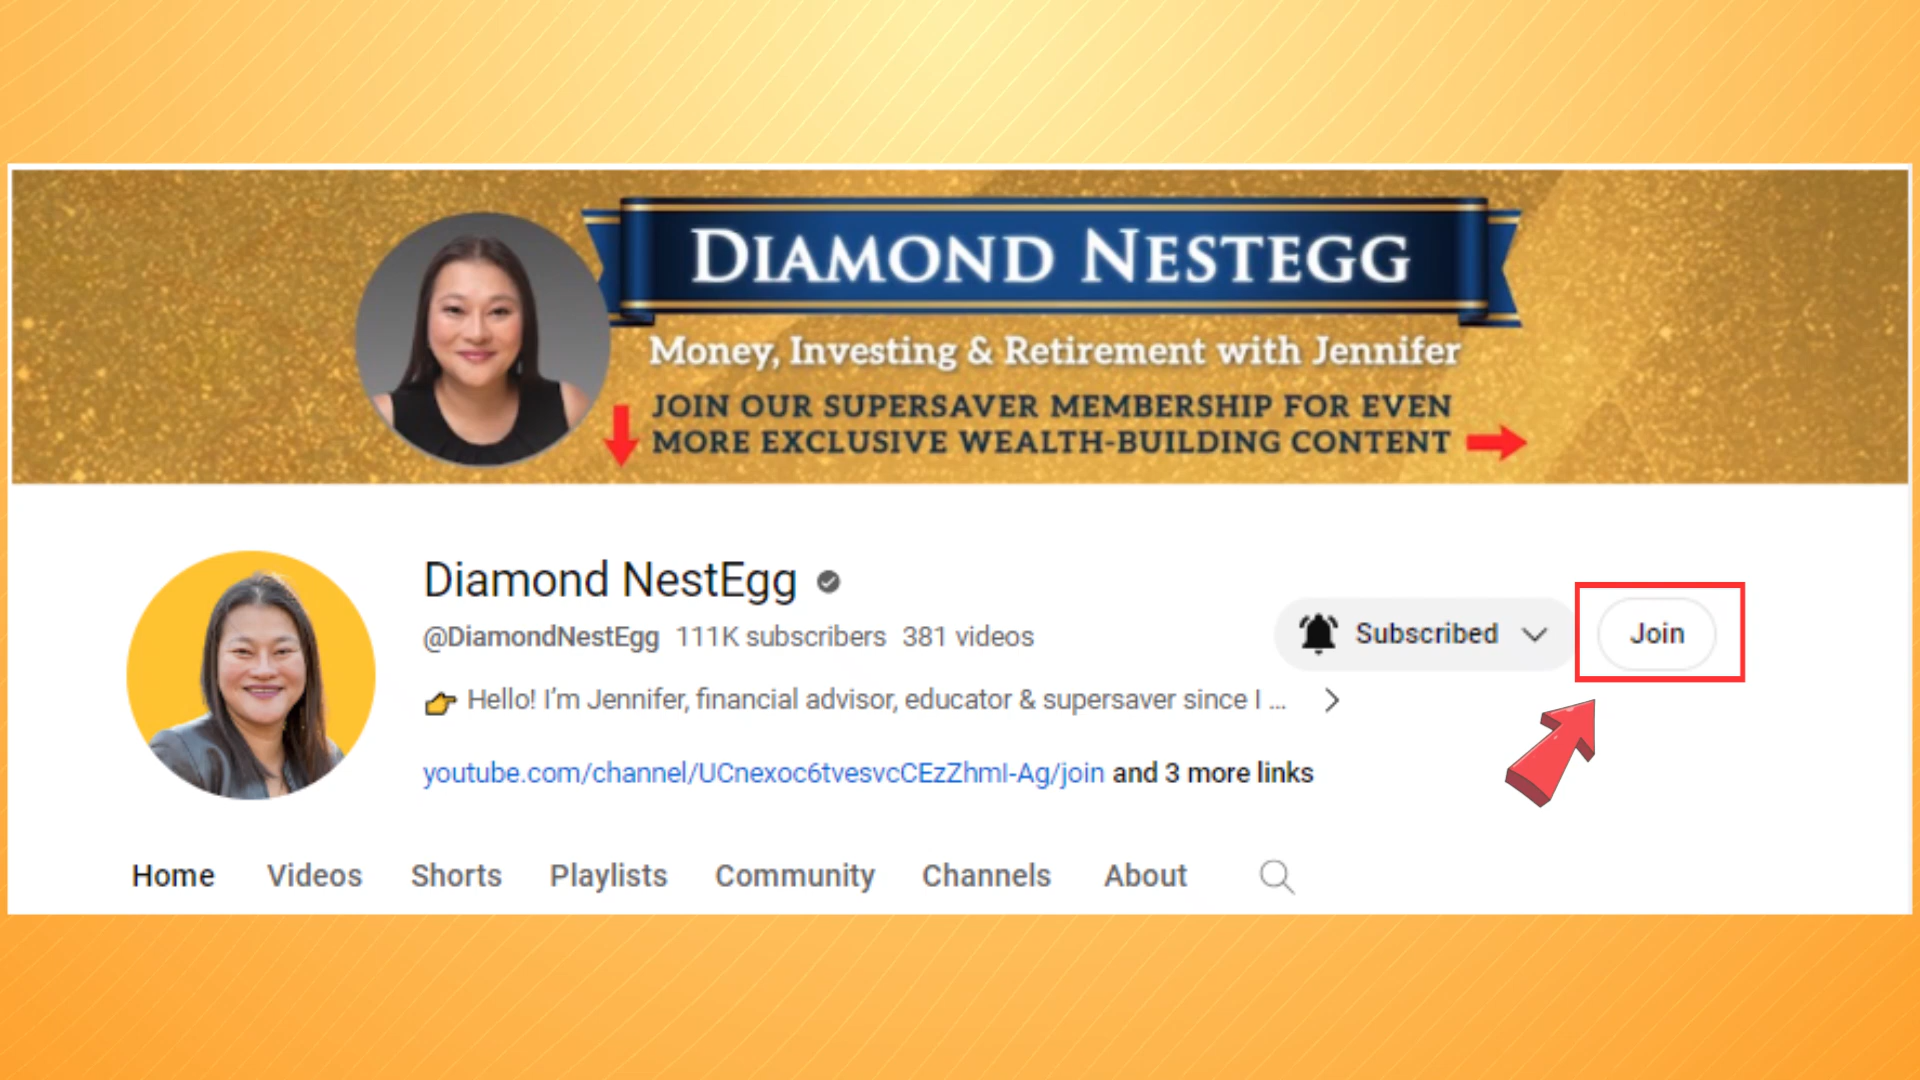 DIAMOND NESTEGG
Money, Investing & Retirement with Jennifer
JOIN OUR SUPERSAVER MEMBERSHIP FOR EVEN
MORE EXCLUSIVE WEALTH-BUILDING CONTENT
Diamond NestEgg
@DiamondNestEgg 111K subscribers 381 videos
Subscribed
Join
Hello! I'm Jennifer, financial advisor, educator & supersaver since I ...
youtube.com/channel/UCnexoc6tvesvcCEzZhmI-Ag/join and 3 more links
Home Videos Shorts Playlists Community Channels About